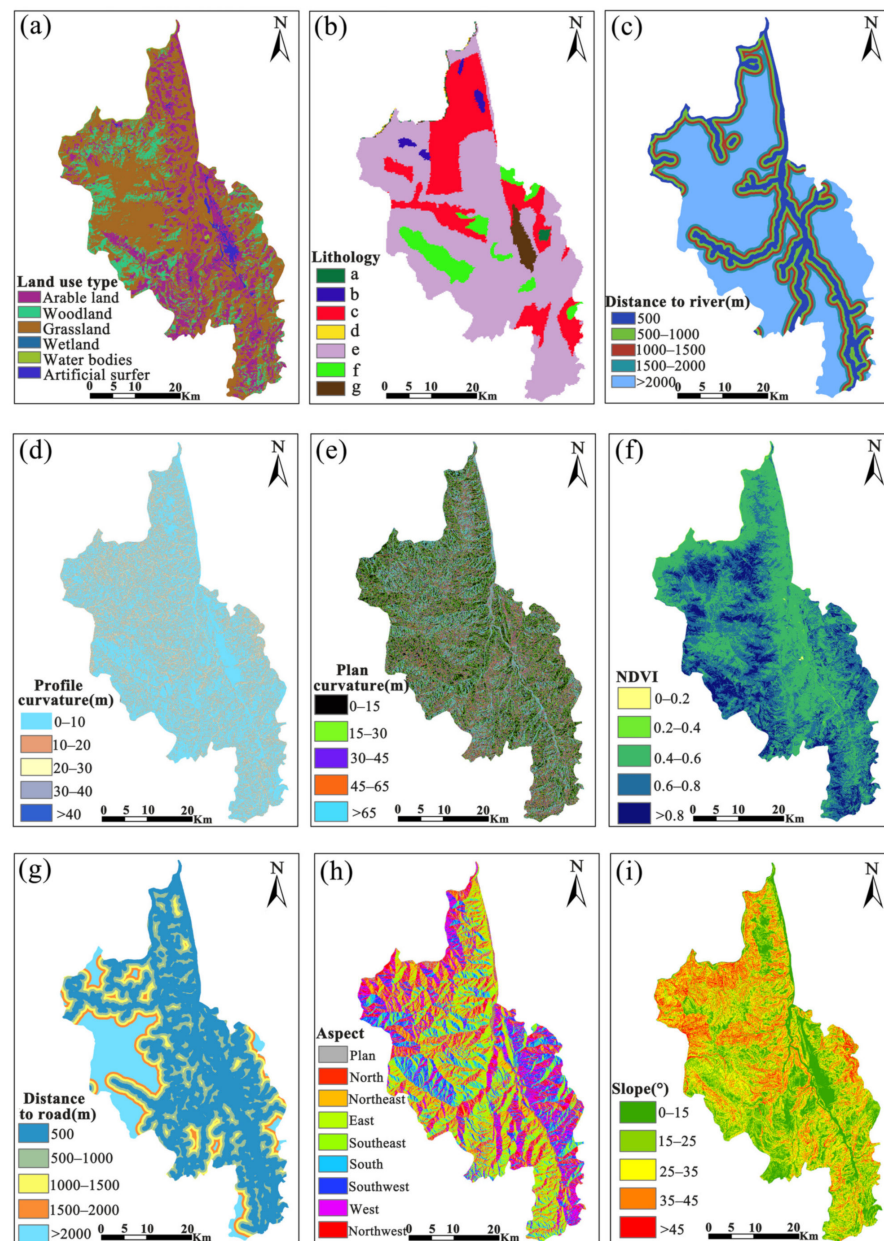 (a)
N
Land use type
Arable land
Woodland
Grassland
Wetland
Water bodies
Artificial surfer
0 5 10 20
Km
(b)
N
Lithology
a
b
c
d
e
f
g
0 5 10 20
Km
(c)
N
Distance to river(m)
500
500–1000
1000–1500
1500–2000
>2000
0 5 10 20
Km
(d)
N
Profile
curvature(m)
0–10
10–20
20–30
30–40
>40
0 5 10 20
Km
(e)
N
Plan
curvature(m)
0–15
15–30
30–45
45–65
>65
0 5 10 20
Km
(f)
N
NDVI
0–0.2
0.2–0.4
0.4–0.6
0.6–0.8
>0.8
0 5 10 20
Km
(g)
N
Distance
to road(m)
500
500–1000
1000–1500
1500–2000
>2000
0 5 10 20
Km
(h)
N
Aspect
Plan
North
Northeast
East
Southeast
South
Southwest
West
Northwest
0 5 10 20
Km
(i)
N
Slope(°)
0–15
15–25
25–35
35–45
>45
0 5 10 20
Km